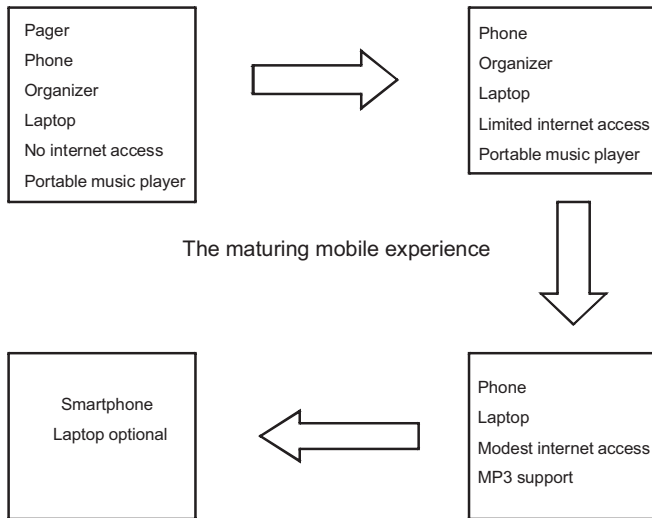 Pager
Phone
Organizer
Laptop
No internet access
Portable music player
Phone
Organizer
Laptop
Limited internet access
Portable music player
The maturing mobile experience
Phone
Laptop
Modest internet access
MP3 support
Smartphone
Laptop optional